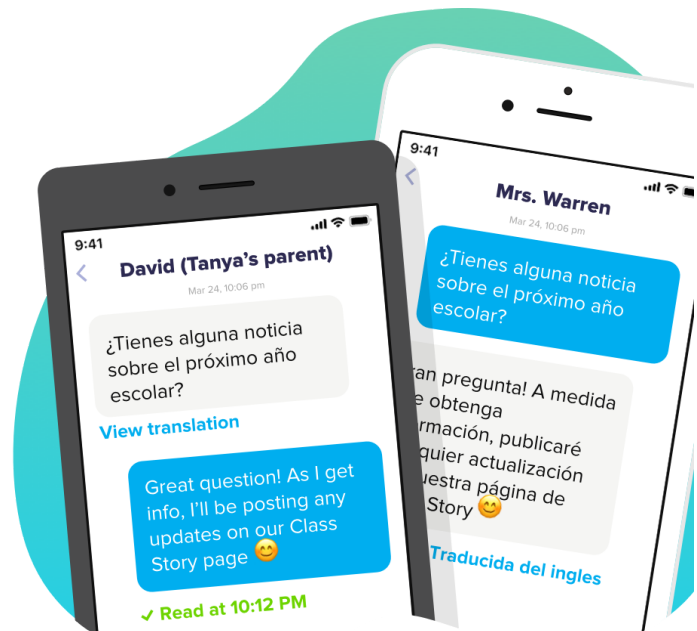 9:41
David (Tanya's parent)
Mar 24, 10:06 pm
¿Tienes alguna noticia
sobre el próximo año
escolar?
View translation
Great question! As I get
info, I'll be posting any
updates on our Class
Story page 😊
✓ Read at 10:12 PM
9:41
Mrs. Warren
Mar 24, 10:06 pm
¿Tienes alguna noticia
sobre el próximo año
escolar?
pregunta! A medida
obtenga
publicaré
actualización
página de
Story 😊
Traducida del ingles